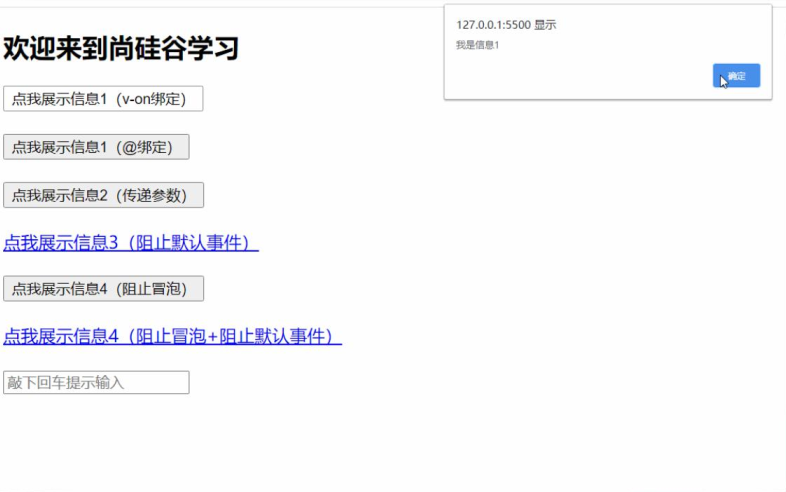 127.0.0.1:5500 显示
我是信息1
确定
欢迎来到尚硅谷学习
点我展示信息1（v-on绑定）
点我展示信息1（@绑定）
点我展示信息2（传递参数）
点我展示信息3（阻止默认事件）
点我展示信息4（阻止冒泡）
点我展示信息4（阻止冒泡+阻止默认事件）
敲下回车提示输入